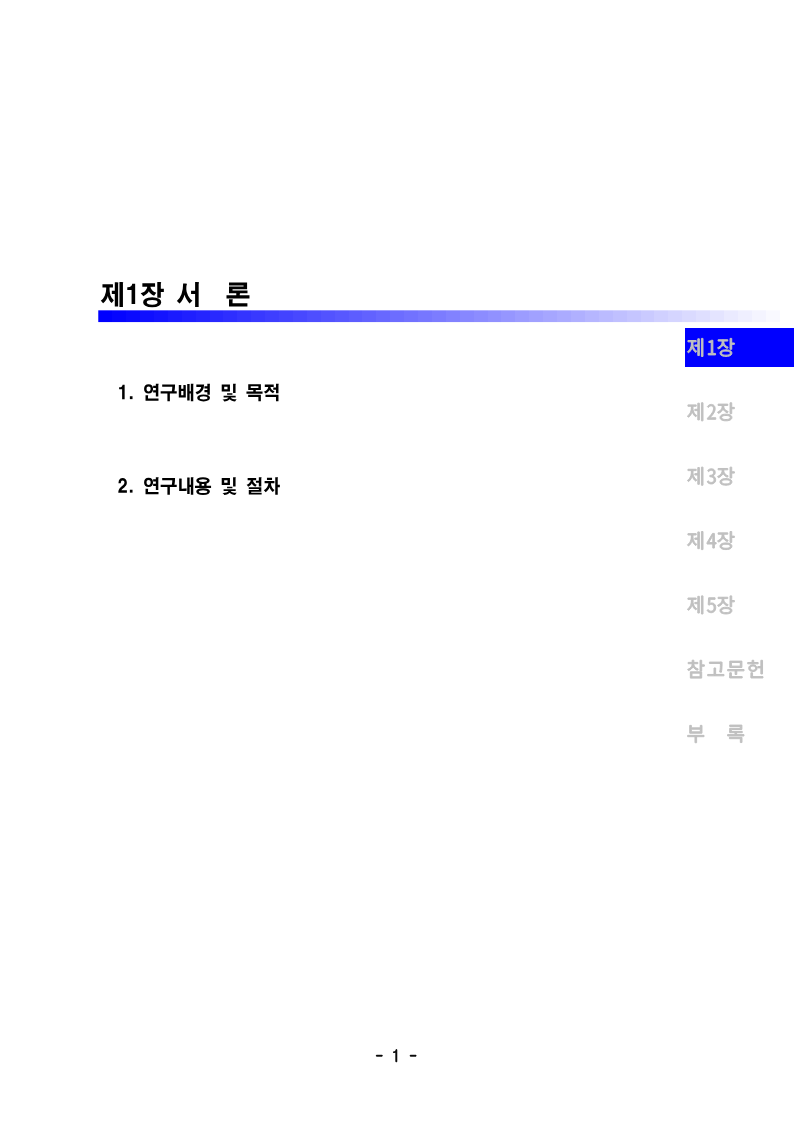 제1장 서  론
제1장
1. 연구배경 및 목적
제2장
제3장
2. 연구내용 및 절차
제4장
제5장
참고문헌
부  록
- 1 -